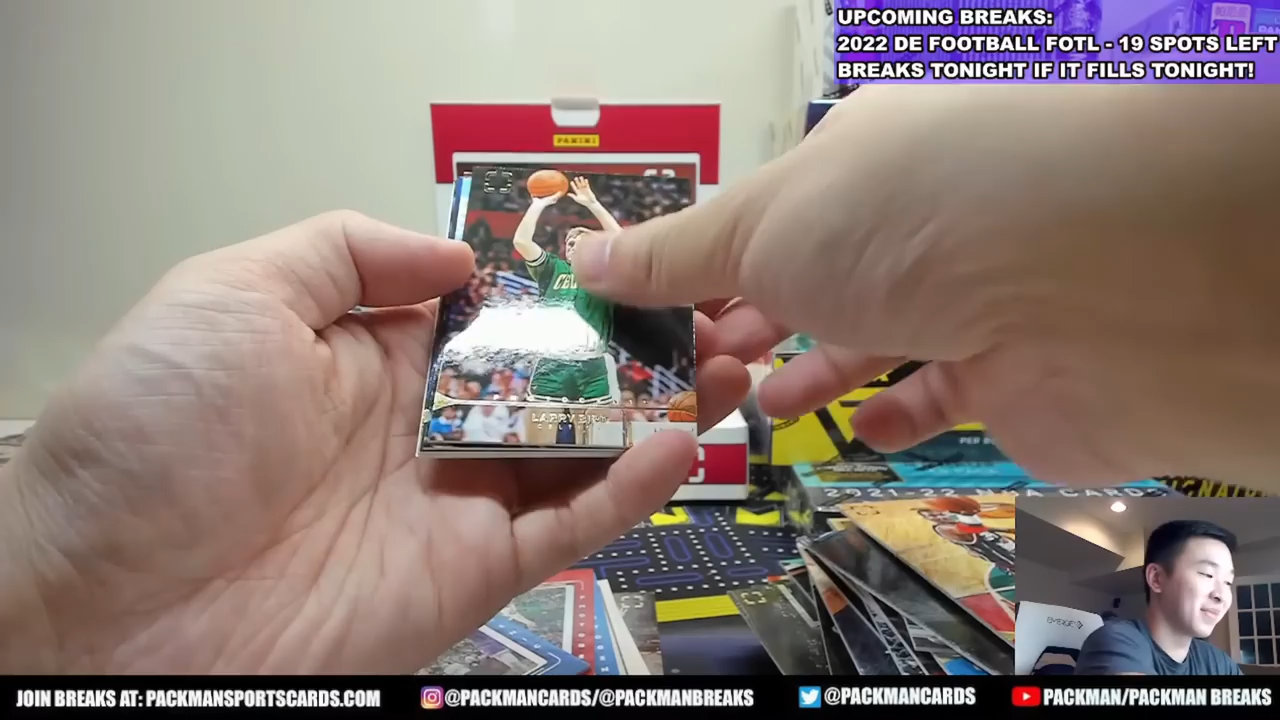 UPCOMING BREAKS:
2022 DE FOOTBALL FOTL - 19 SPOTS LEFT
BREAKS TONIGHT IF IT FILLS TONIGHT!
PANINI
LARRY BIRD
2021-22 NBA CARDS
JOIN BREAKS AT: PACKMANSPORTSCARDS.COM
@PACKMANCARDS/@PACKMANBREAKS
@PACKMANCARDS
PACKMAN/PACKMAN BREAKS